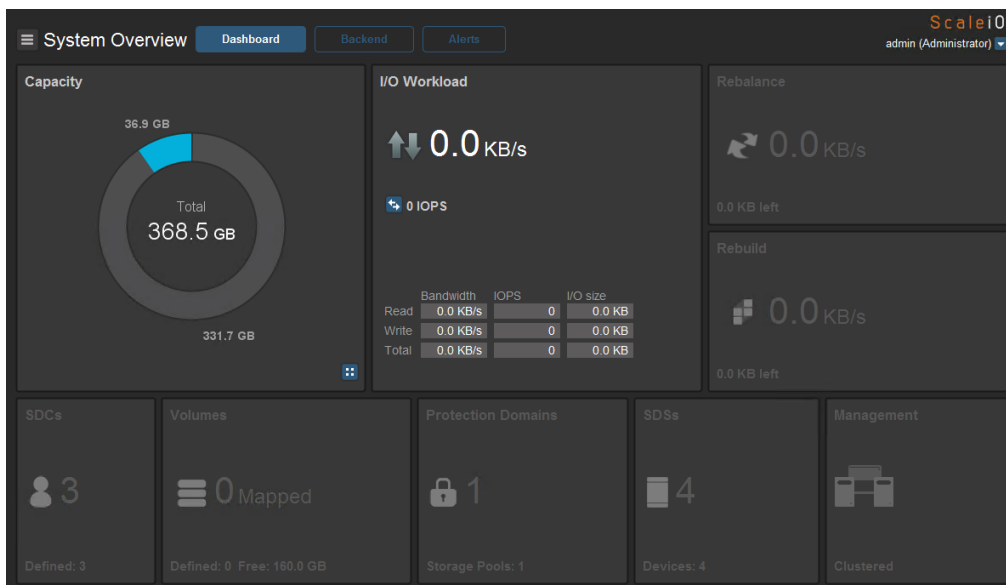 ScaleiO
System Overview Dashboard Backend Alerts
admin (Administrator)
Capacity
36.9 GB
Total
368.5 GB
331.7 GB
I/O Workload
0.0 KB/s
0 IOPS
Bandwidth IOPS I/O size
Read 0.0 KB/s 0 0.0 KB
Write 0.0 KB/s 0 0.0 KB
Total 0.0 KB/s 0 0.0 KB
Rebalance
0.0 KB/s
0.0 KB left
Rebuild
0.0 KB/s
0.0 KB left
SDCs
3
Defined: 3
Volumes
0 Mapped
Defined: 0 Free: 160.0 GB
Protection Domains
1
Storage Pools: 1
SDSs
4
Devices: 4
Management
Clustered